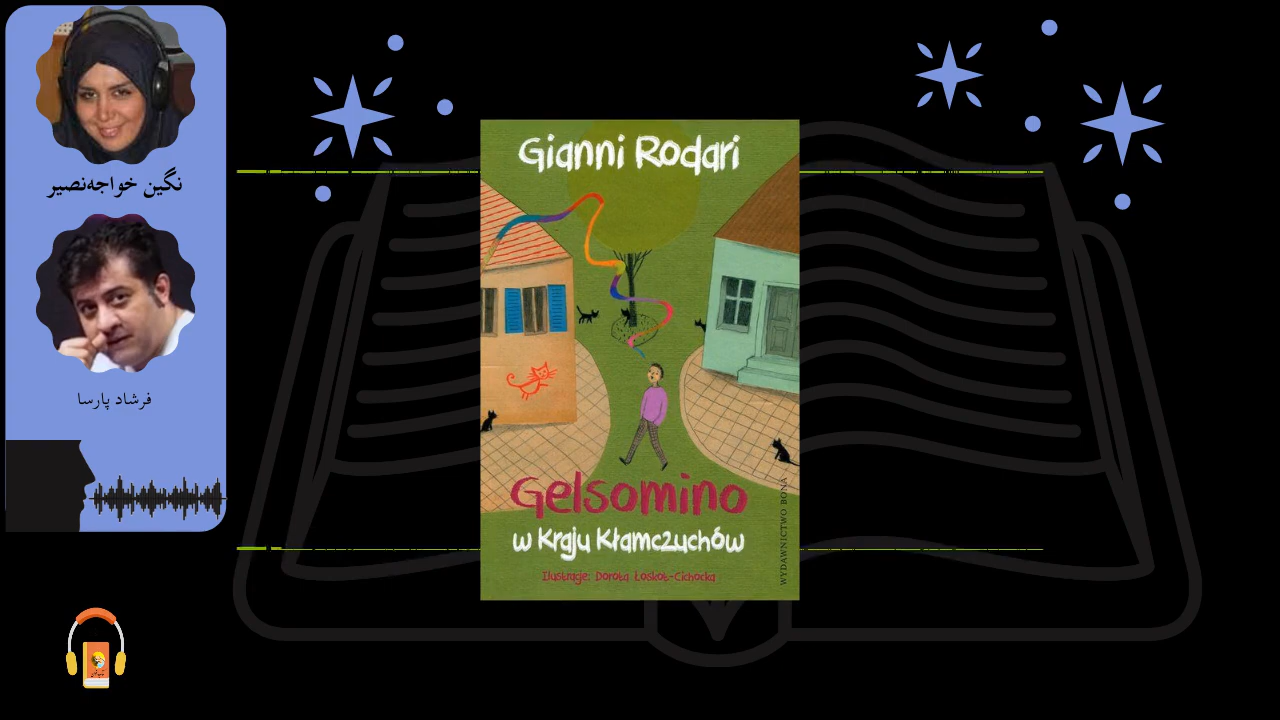 نگین خواجه‌نصیر
فرشاد پارسا
Gianni Rodari
Gelsomino
w Kraju Kłamczuchów
Ilustracje: Dorota Łoskot-Cichocka
WYDAWNICTWO BONA